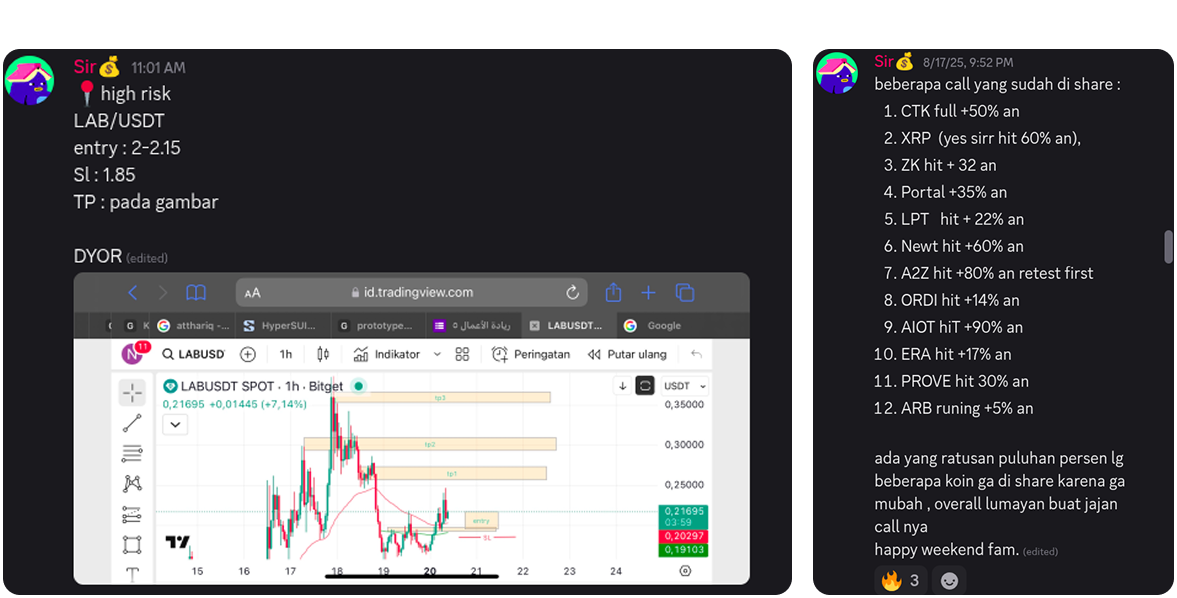 Sir💰 11:01 AM
📍 high risk
LAB/USDT
entry : 2-2.15
Sl : 1.85
TP : pada gambar
DYOR (edited)
AA id.tradingview.com
G K
atthariq -...
HyperSUI...
prototype...
ريادة الأعمال ٥
LABUSDT...
Google
N 11 LABUSD 1h Indikator Peringatan Putar ulang
LABUSDT SPOT · 1h · Bitget
USDT
0,21695 +0,01445 (+7,14%)
0,35000
0,30000
0,25000
0,21695
03:59
0,20297
0,19103
tp3
tp2
tp1
entry
SL
15 16 17 18 19 20 21 22 23 24
Sir💰 8/17/25, 9:52 PM
beberapa call yang sudah di share :
1. CTK full +50% an
2. XRP (yes sirr hit 60% an),
3. ZK hit + 32 an
4. Portal +35% an
5. LPT hit + 22% an
6. Newt hit +60% an
7. A2Z hit +80% an retest first
8. ORDI hit +14% an
9. AIOT hiT +90% an
10. ERA hit +17% an
11. PROVE hit 30% an
12. ARB runing +5% an
ada yang ratusan puluhan persen lg
beberapa koin ga di share karena ga
mubah , overall lumayan buat jajan
call nya
happy weekend fam. (edited)
🔥 3